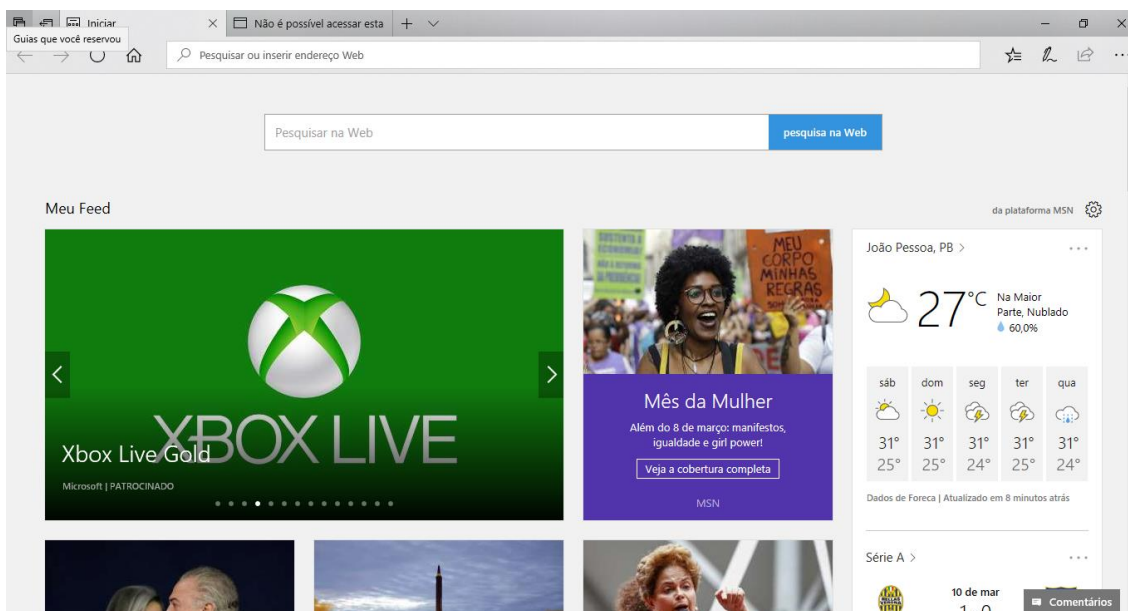 Iniciar
Não é possível acessar esta
Guias que você reservou
Pesquisar ou inserir endereço Web
Pesquisar na Web
pesquisa na Web
Meu Feed
da plataforma MSN
XBOX LIVE
Xbox Live Gold
Microsoft | PATROCINADO
MEU
CORPO
MINHAS
REGRAS
Mês da Mulher
Além do 8 de março: manifestos,
igualdade e girl power!
Veja a cobertura completa
MSN
João Pessoa, PB >
27°C
Na Maior
Parte, Nublado
60,0%
sáb dom seg ter qua
31° 31° 31° 31° 31°
25° 25° 24° 25° 24°
Dados de Foreca | Atualizado em 8 minutos atrás
Série A >
10 de mar
1 0
Comentários